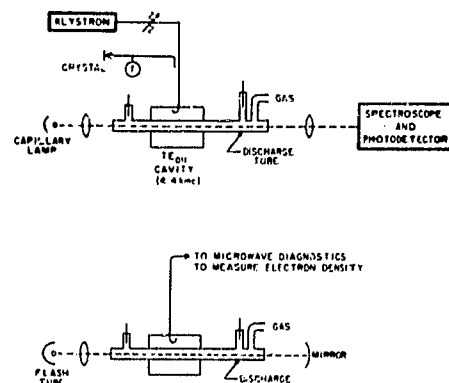 KLYSTRON
CRYSTAL
GAS
CAPILLARY
LAMP
TE011
CAVITY
DISCHARGE
TUBE
SPECTROSCOPE
AND
PHOTODETECTOR
TO MICROWAVE DIAGNOSTICS
TO MEASURE ELECTRON DENSITY
GAS
MIRROR
FLASH
TUBE
DISCHARGE